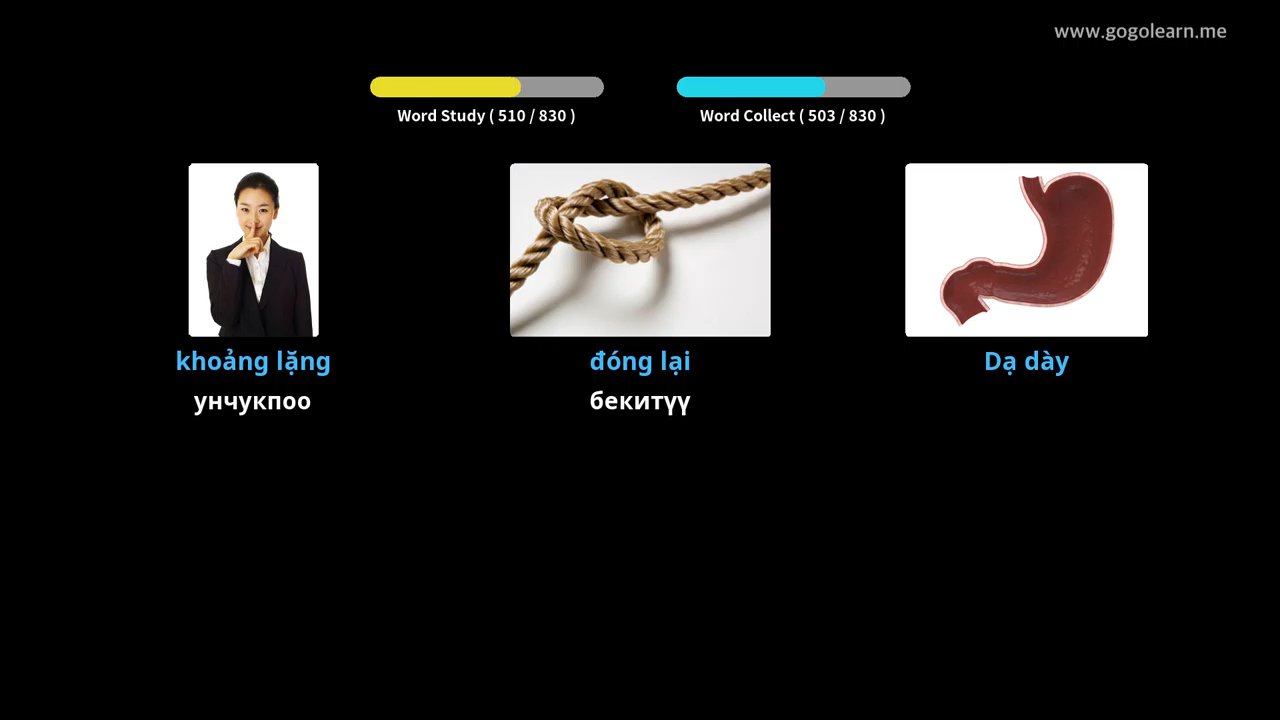 www.gogolearn.me
Word Study ( 510 / 830 )
Word Collect ( 503 / 830 )
khoảng lặng
унчукпоо
đóng lại
бекитүү
Dạ dày